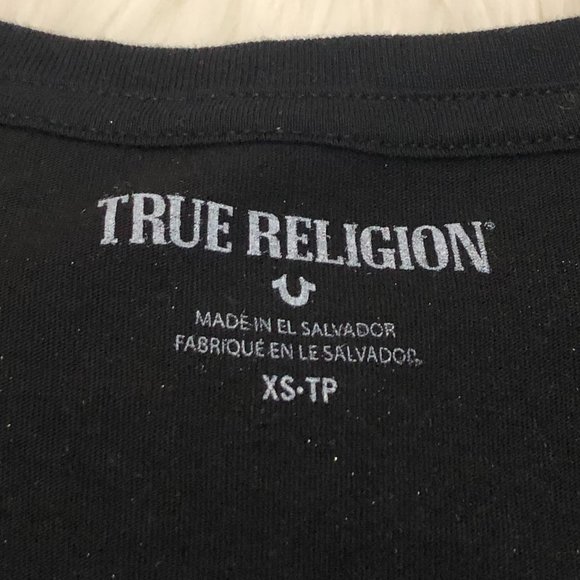 TRUE RELIGION®
MADE IN EL SALVADOR
FABRIQUÉ EN LE SALVADOR
XS·TP